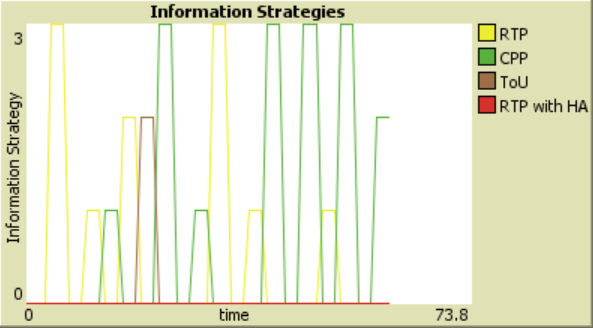 Information Strategies
3
Information Strategy
0
0
time
73.8
RTP
CPP
ToU
RTP with HA